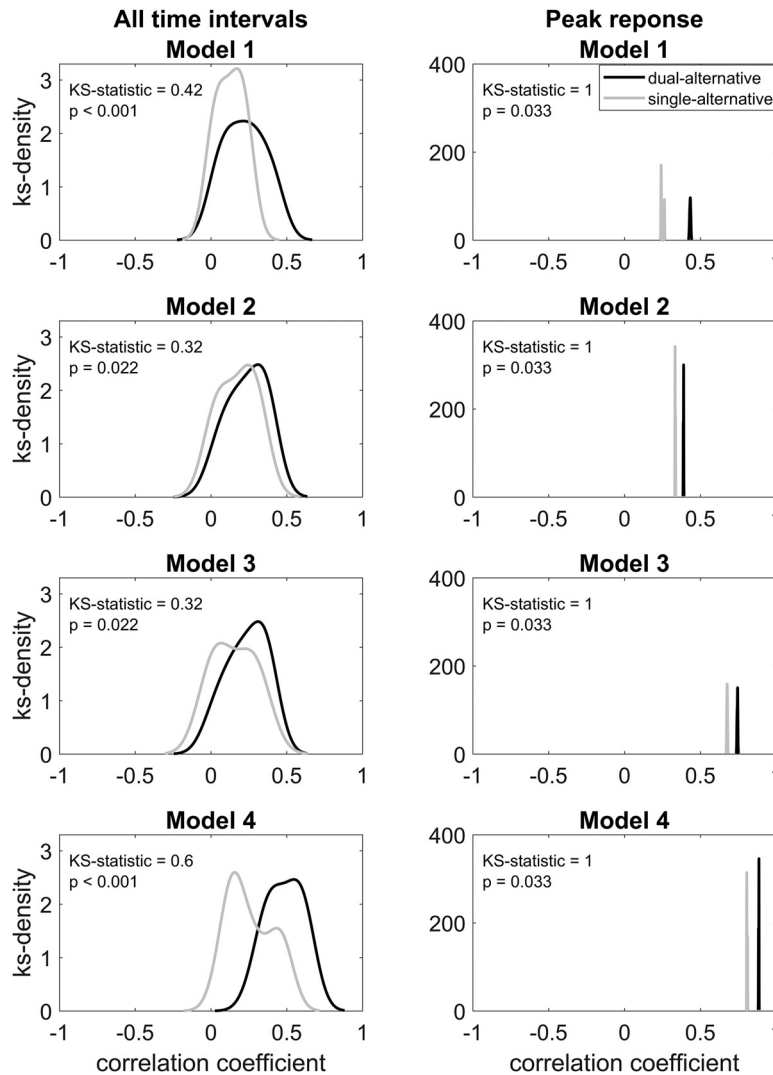 All time intervals
Model 1
KS-statistic = 0.42
p < 0.001
ks-density
3
2
1
0
-1 -0.5 0 0.5 1
Peak reponse
Model 1
KS-statistic = 1
p = 0.033
dual-alternative
single-alternative
400
200
0
-1 -0.5 0 0.5 1
Model 2
KS-statistic = 0.32
p = 0.022
ks-density
3
2
1
0
-1 -0.5 0 0.5 1
Model 2
KS-statistic = 1
p = 0.033
400
200
0
-1 -0.5 0 0.5 1
Model 3
KS-statistic = 0.32
p = 0.022
ks-density
3
2
1
0
-1 -0.5 0 0.5 1
Model 3
KS-statistic = 1
p = 0.033
400
200
0
-1 -0.5 0 0.5 1
Model 4
KS-statistic = 0.6
p < 0.001
ks-density
3
2
1
0
-1 -0.5 0 0.5 1
correlation coefficient
Model 4
KS-statistic = 1
p = 0.033
400
200
0
-1 -0.5 0 0.5 1
correlation coefficient